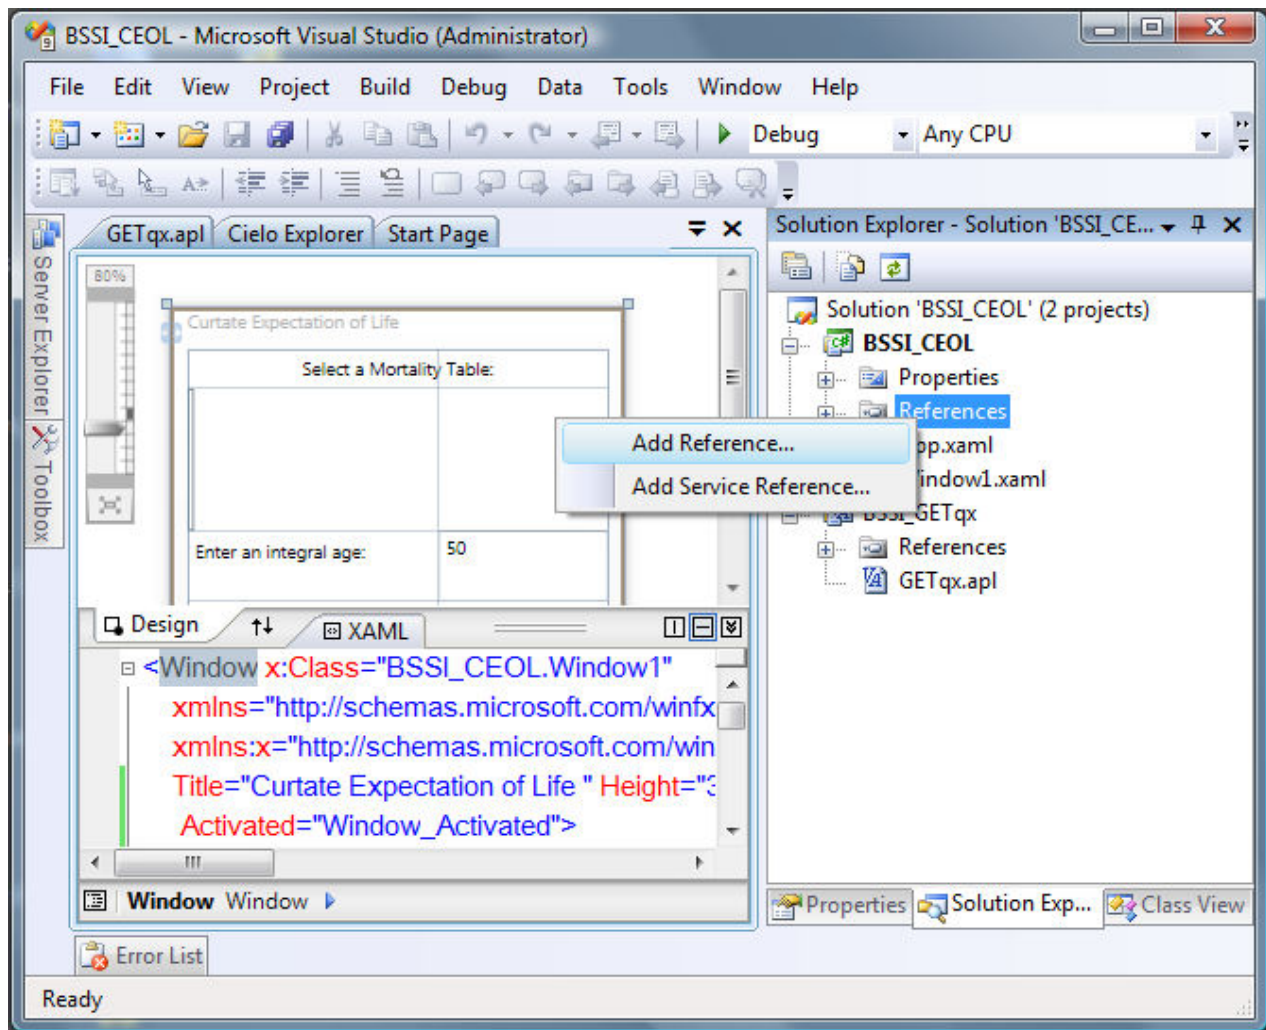 BSSI_CEOL - Microsoft Visual Studio (Administrator)
File Edit View Project Build Debug Data Tools Window Help
Debug Any CPU
GETqx.apl Cielo Explorer Start Page
Solution Explorer - Solution 'BSSI_CE...
Server Explorer
Toolbox
80%
Curtate Expectation of Life
Select a Mortality Table:
Enter an integral age: 50
Solution 'BSSI_CEOL' (2 projects)
BSSI_CEOL
Properties
References
Add Reference...
Add Service Reference...
pp.xaml
indow1.xaml
BSSI_GETqx
References
GETqx.apl
Design XAML
<Window x:Class="BSSI_CEOL.Window1"
xmlns="http://schemas.microsoft.com/winfx
xmlns:x="http://schemas.microsoft.com/win
Title="Curtate Expectation of Life " Height="3
Activated="Window_Activated">
Window Window
Properties Solution Exp... Class View
Error List
Ready